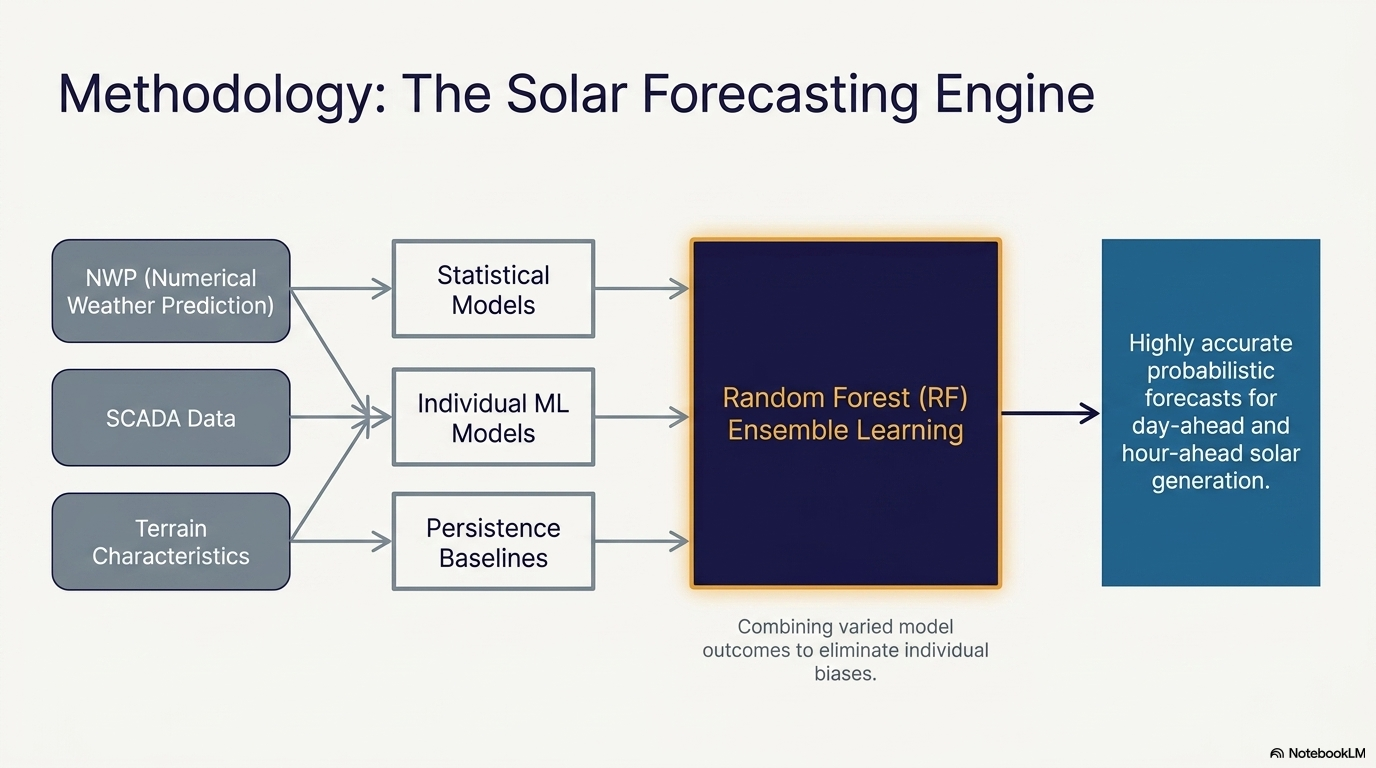 Methodology: The Solar Forecasting Engine
NWP (Numerical
Weather Prediction)
SCADA Data
Terrain
Characteristics
Statistical
Models
Individual ML
Models
Persistence
Baselines
Random Forest (RF)
Ensemble Learning
Combining varied model
outcomes to eliminate individual
biases.
Highly accurate
probabilistic
forecasts for
day-ahead and
hour-ahead solar
generation.
NotebookLM